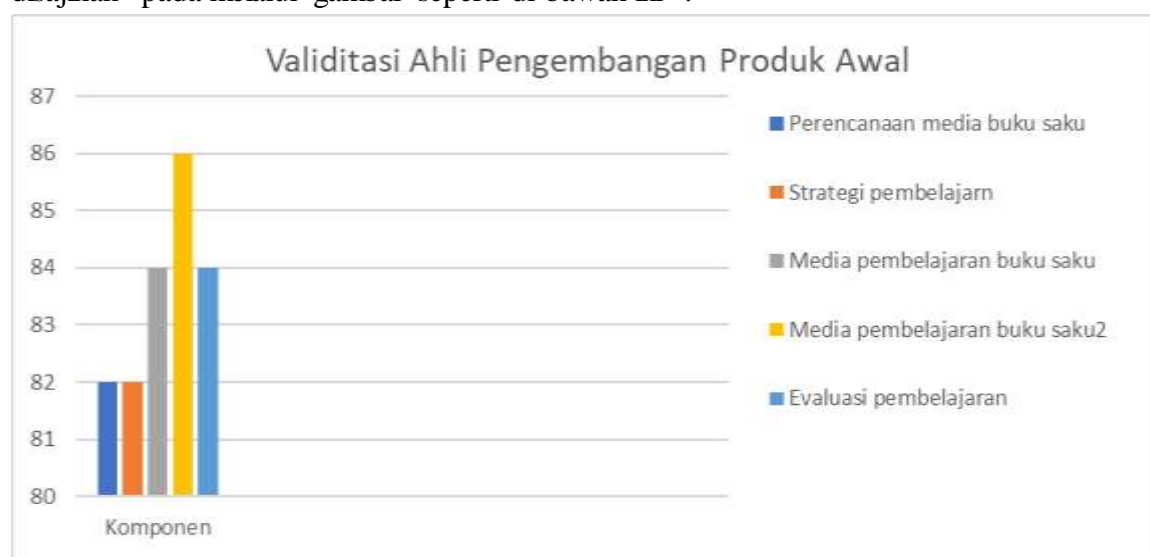 Validitasi Ahli Pengembangan Produk Awal
87
86
85
84
83
82
81
80
Komponen
Perencanaan media buku saku
Strategi pembelajarn
Media pembelajaran buku saku
Media pembelajaran buku saku2
Evaluasi pembelajaran